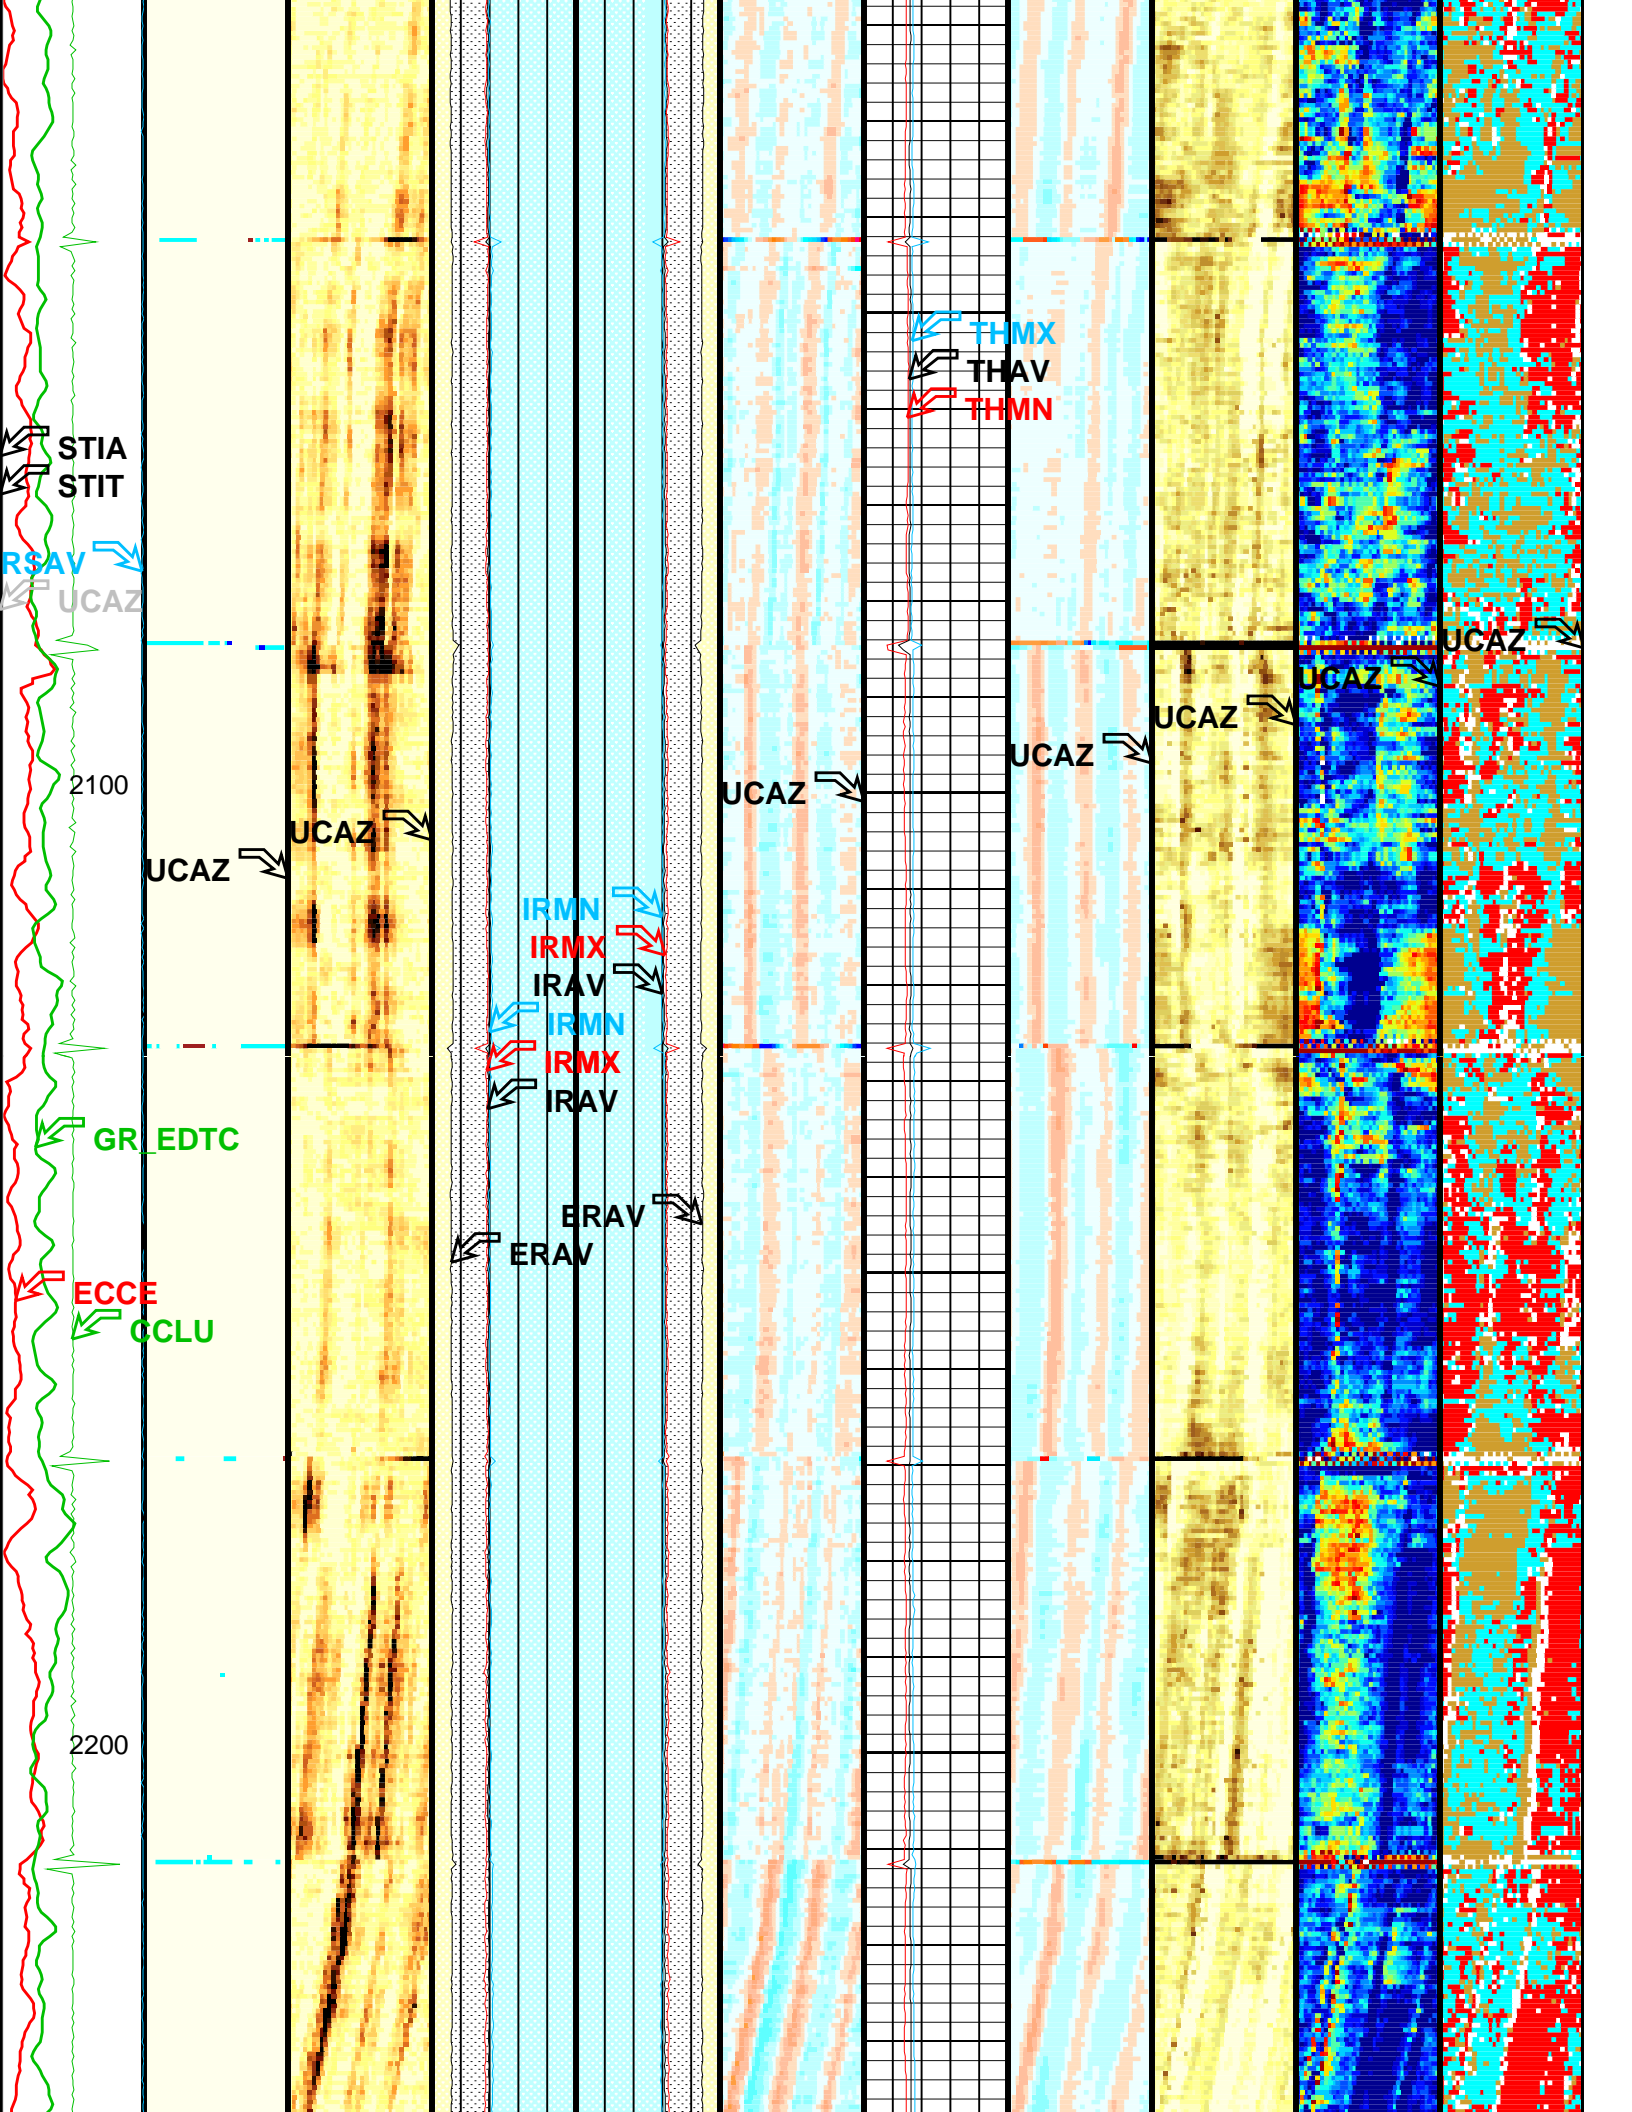 THMX
THAV
THMN
STIA
STIT
RSAV
UCAZ
UCAZ
UCAZ
UCAZ
UCAZ
2100
UCAZ
UCAZ
UCAZ
IRMN
IRMX
IRAV
IRMN
IRMX
IRAV
GR_EDTC
ERAV
ERAV
ECCE
CCLU
2200